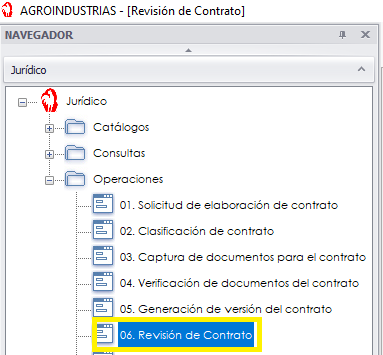 AGROINDUSTRIAS - [Revisión de Contrato]
NAVEGADOR
Jurídico
Jurídico
Catálogos
Consultas
Operaciones
01. Solicitud de elaboración de contrato
02. Clasificación de contrato
03. Captura de documentos para el contrato
04. Verificación de documentos del contrato
05. Generación de versión del contrato
06. Revisión de Contrato